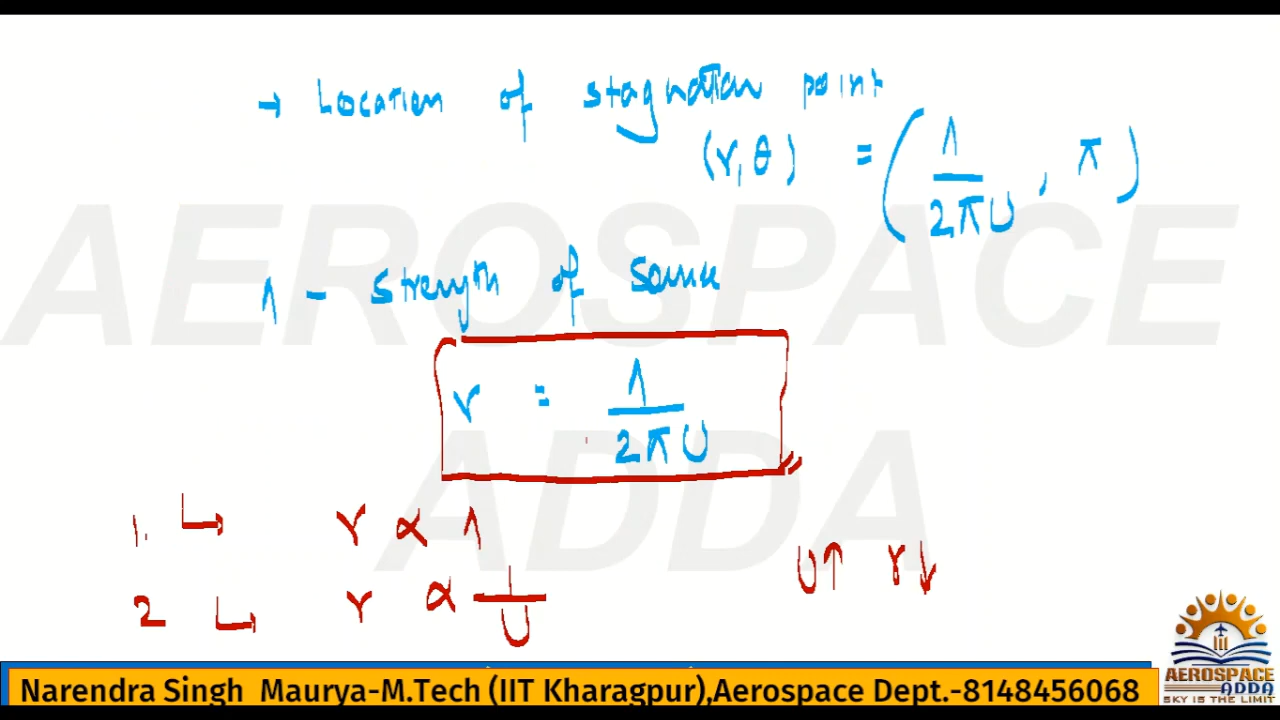 → Location of stagnation point
(r, θ) = (Λ/2πU, π)
Λ - strength of source
r = Λ/2πU
1. ↳ r ∝ Λ
U↑ r↓
2 ↳ r ∝ 1/U
AEROSPACE
ADDA
Narendra Singh Maurya-M.Tech (IIT Kharagpur),Aerospace Dept.-8148456068
AEROSPACE
ADDA
SKY IS THE LIMIT